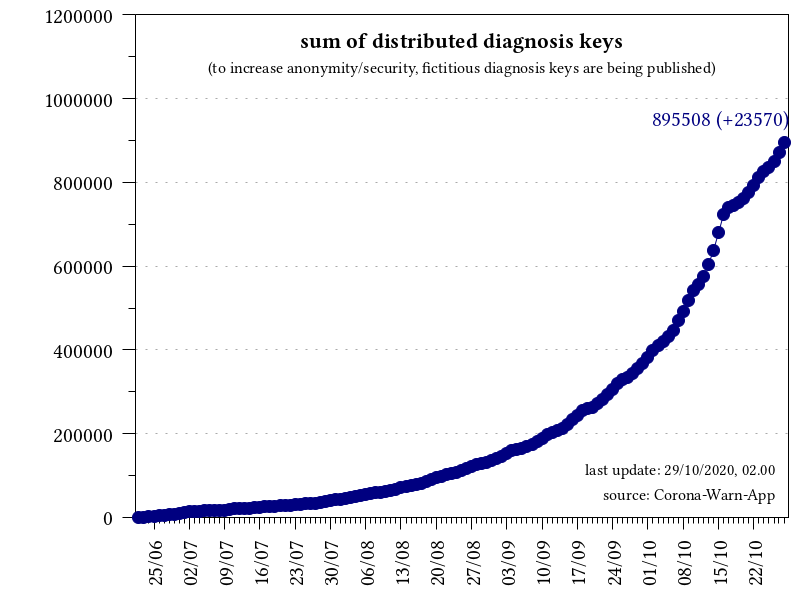 sum of distributed diagnosis keys
(to increase anonymity/security, fictitious diagnosis keys are being published)
895508 (+23570)
1200000
1000000
800000
600000
400000
200000
0
last update: 29/10/2020, 02.00
source: Corona-Warn-App
25/06 02/07 09/07 16/07 23/07 30/07 06/08 13/08 20/08 27/08 03/09 10/09 17/09 24/09 01/10 08/10 15/10 22/10